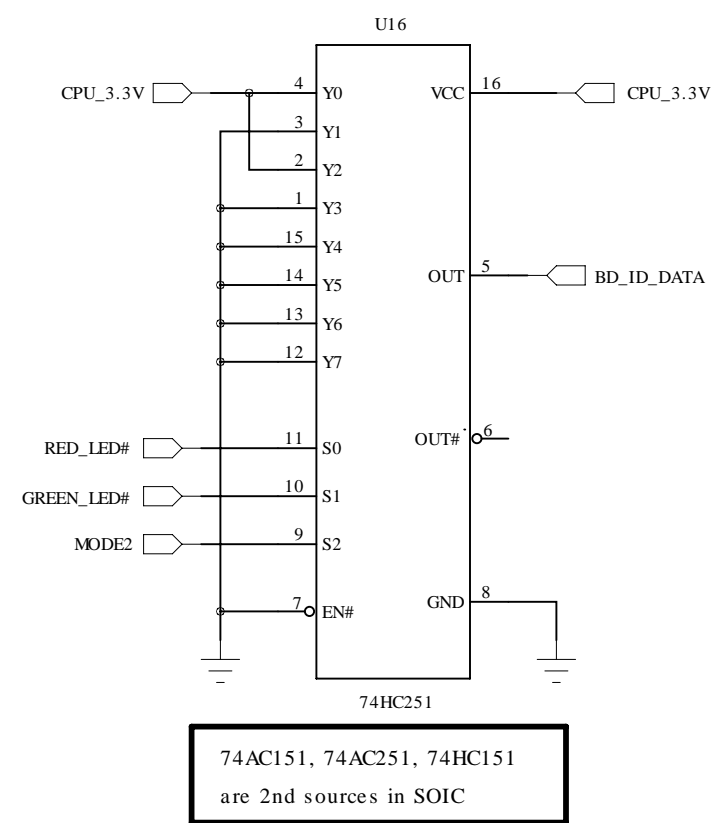 U16
CPU_3.3V 4 Y0 VCC 16 CPU_3.3V
3 Y1
2 Y2
1 Y3
15 Y4
14 Y5 OUT 5 BD_ID_DATA
13 Y6
12 Y7
RED_LED# 11 S0 OUT# 6
GREEN_LED# 10 S1
MODE2 9 S2
7 EN# GND 8
74HC251
74AC151, 74AC251, 74HC151
are 2nd sources in SOIC